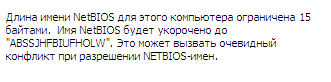 Длина имени NetBIOS для этого компьютера ограничена 15
байтами.  Имя NetBIOS будет укорочено до
"ABSSJHFBIUFHOLW". Это может вызвать очевидный
конфликт при разрешении NETBIOS-имен.